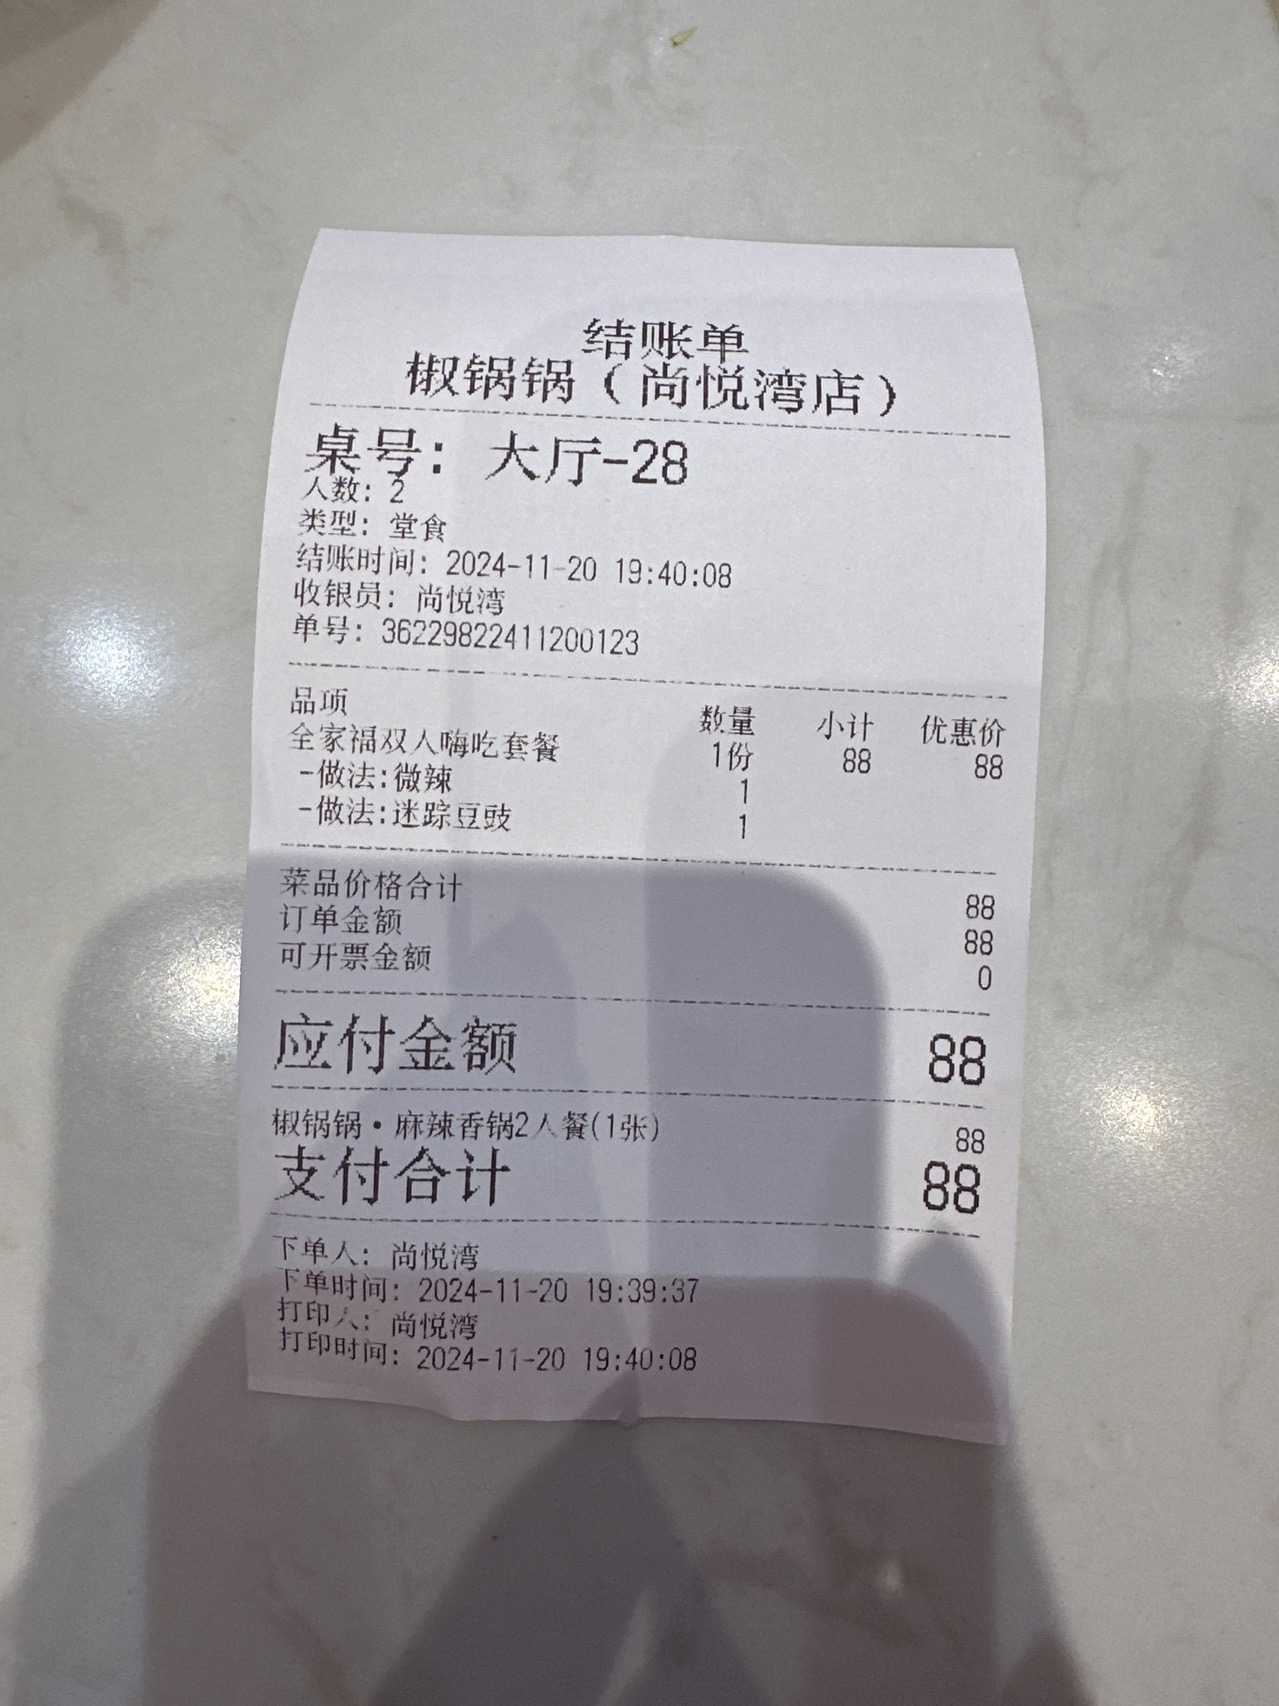 结账单
椒锅锅（尚悦湾店）
桌号：大厅-28
人数：2
类型：堂食
结账时间：2024-11-20 19:40:08
收银员：尚悦湾
单号：36229822411200123
品项 数量 小计 优惠价
全家福双人嗨吃套餐 1份 88 88
-做法:微辣 1
-做法:迷踪豆豉 1
菜品价格合计 88
订单金额 88
可开票金额 0
应付金额 88
椒锅锅·麻辣香锅2人餐(1张) 88
支付合计 88
下单人：尚悦湾
下单时间：2024-11-20 19:39:37
打印人：尚悦湾
打印时间：2024-11-20 19:40:08